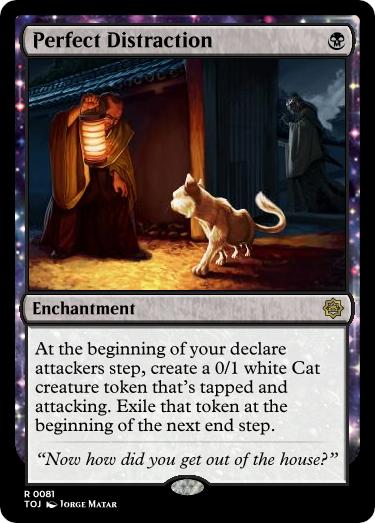 Perfect Distraction
Enchantment
At the beginning of your declare
attackers step, create a 0/1 white Cat
creature token that's tapped and
attacking. Exile that token at the
beginning of the next end step.
“Now how did you get out of the house?”
R 0081
TOJ Jorge Matar